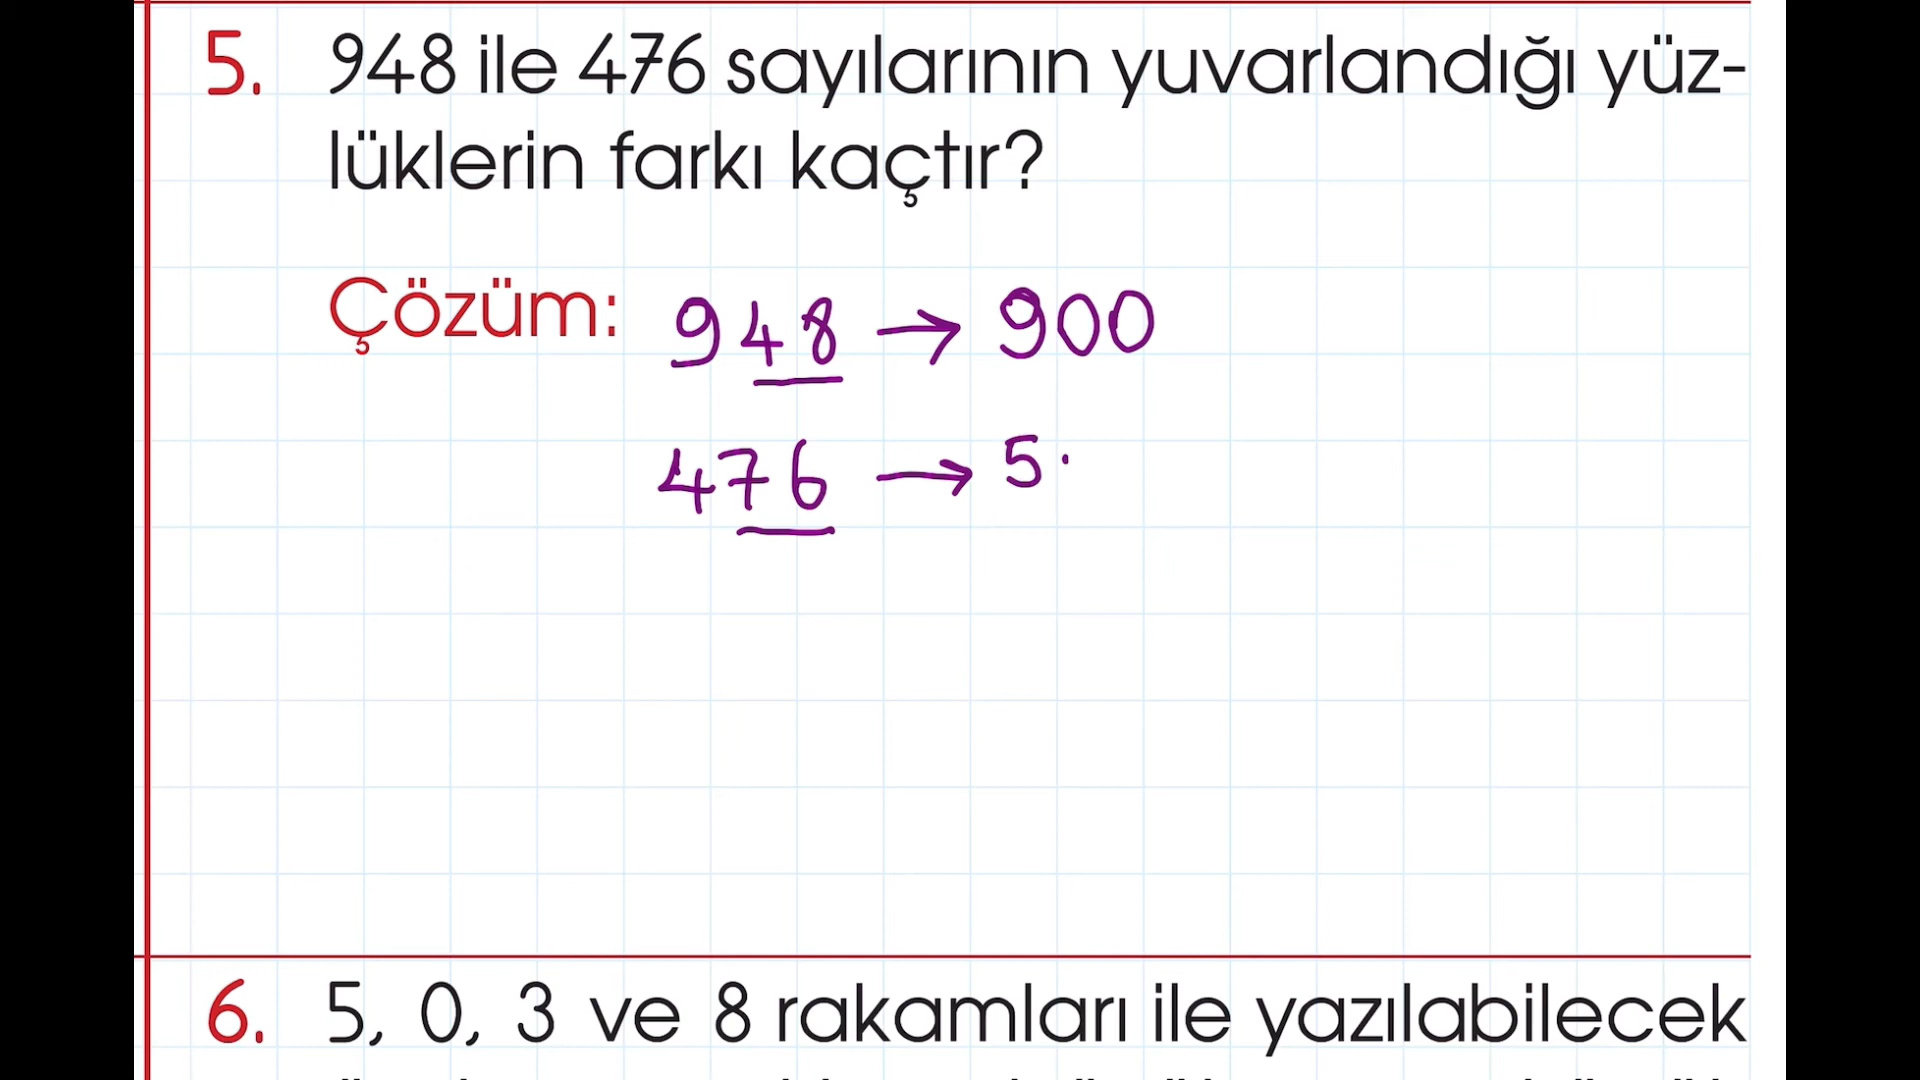 5. 948 ile 476 sayılarının yuvarlandığı yüz-
lüklerin farkı kaçtır?
Çözüm: 948 → 900
476 → 5
6. 5, 0, 3 ve 8 rakamları ile yazılabilecek